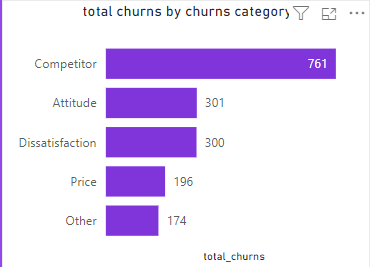 total churns by churns category
Competitor 761
Attitude 301
Dissatisfaction 300
Price 196
Other 174
total_churns